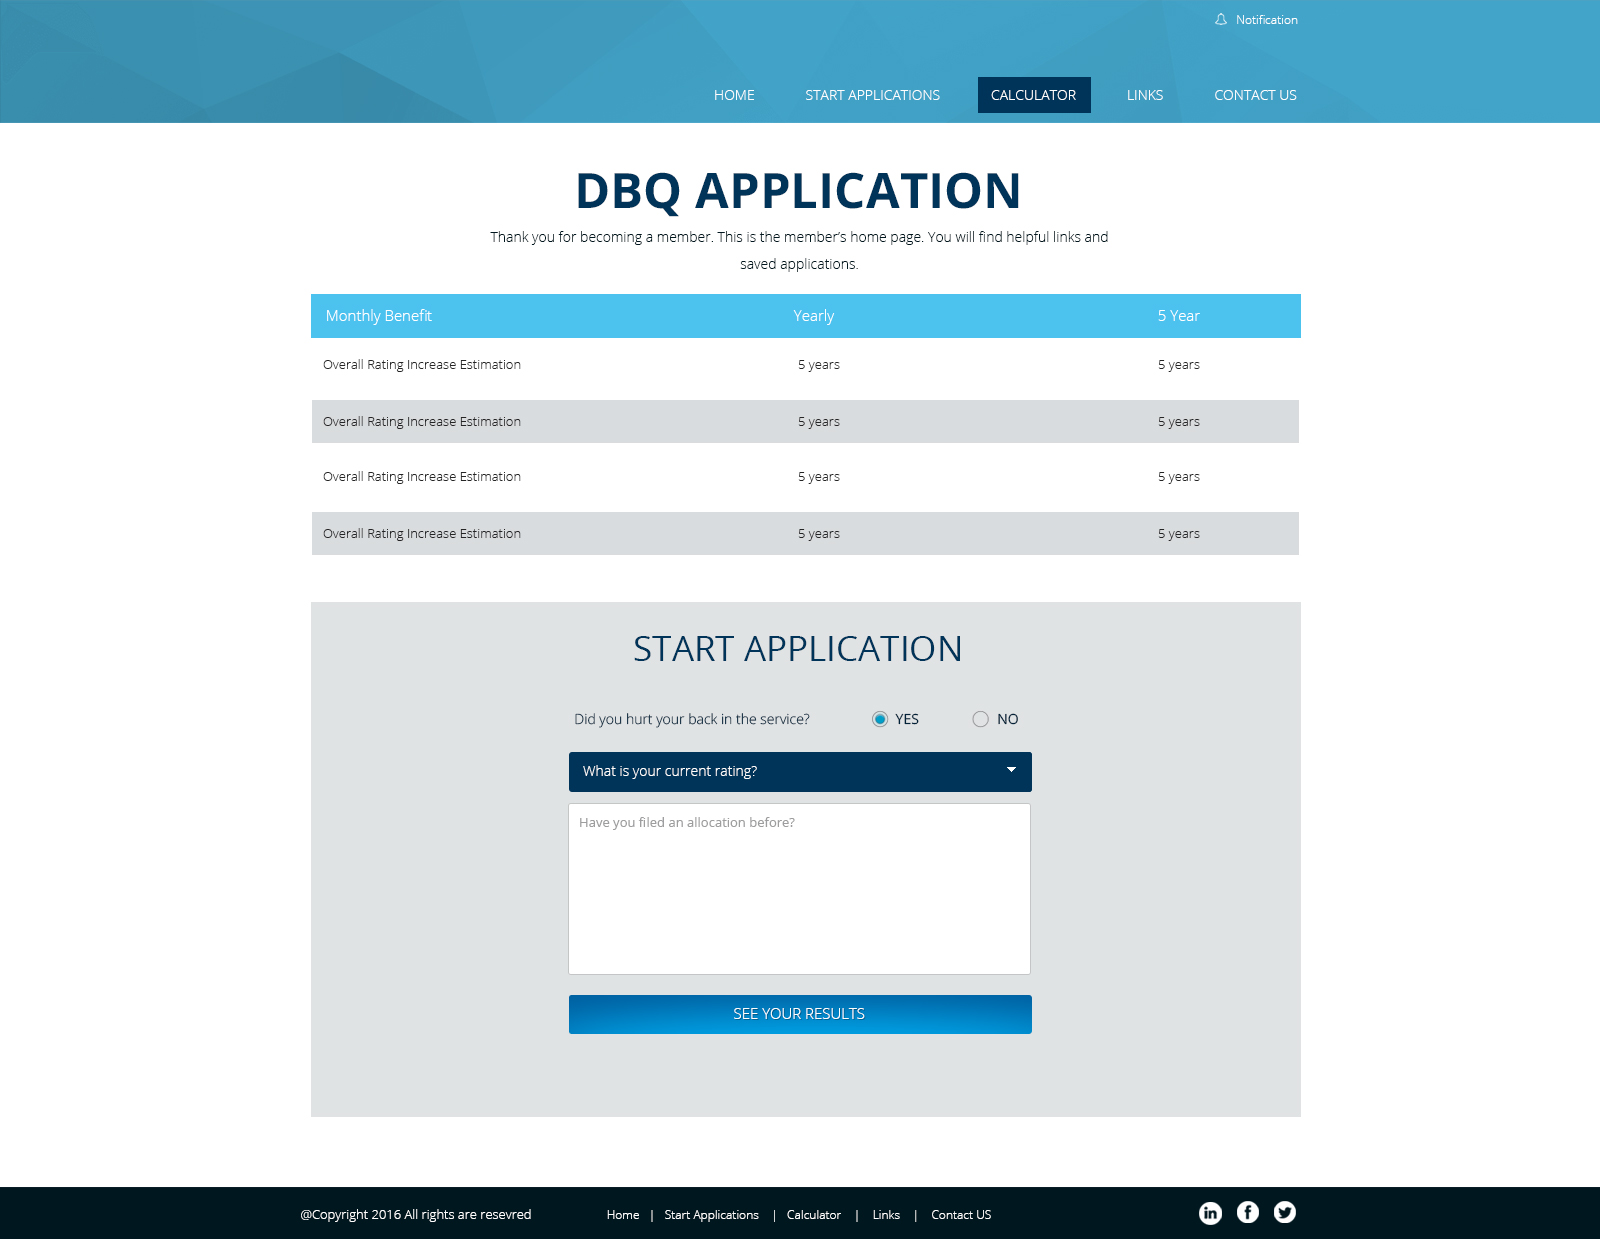 Notification
HOME START APPLICATIONS CALCULATOR LINKS CONTACT US
DBQ APPLICATION
Thank you for becoming a member. This is the member’s home page. You will find helpful links and
saved applications.
Monthly Benefit Yearly 5 Year
Overall Rating Increase Estimation 5 years 5 years
Overall Rating Increase Estimation 5 years 5 years
Overall Rating Increase Estimation 5 years 5 years
Overall Rating Increase Estimation 5 years 5 years
START APPLICATION
Did you hurt your back in the service? YES NO
What is your current rating?
Have you filed an allocation before?
SEE YOUR RESULTS
@Copyright 2016 All rights are resevred Home | Start Applications | Calculator | Links | Contact US in f